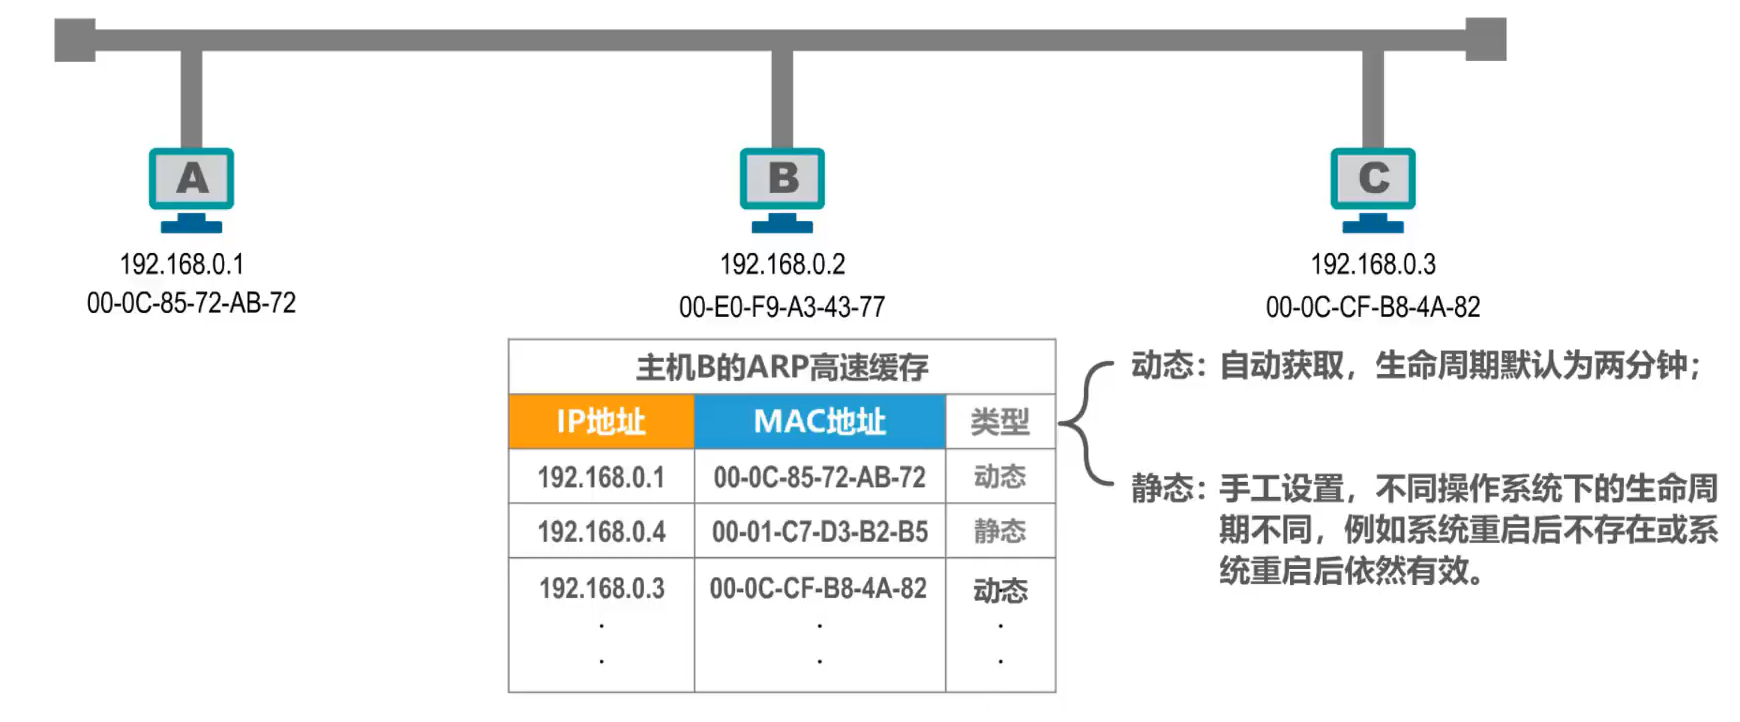 A
B
C
192.168.0.1
00-0C-85-72-AB-72
192.168.0.2
00-E0-F9-A3-43-77
192.168.0.3
00-0C-CF-B8-4A-82
主机B的ARP高速缓存
IP地址 MAC地址 类型
192.168.0.1 00-0C-85-72-AB-72 动态
192.168.0.4 00-01-C7-D3-B2-B5 静态
192.168.0.3 00-0C-CF-B8-4A-82 动态
. . .
. . .
动态：自动获取，生命周期默认为两分钟；
静态：手工设置，不同操作系统下的生命周
期不同，例如系统重启后不存在或系
统重启后依然有效。